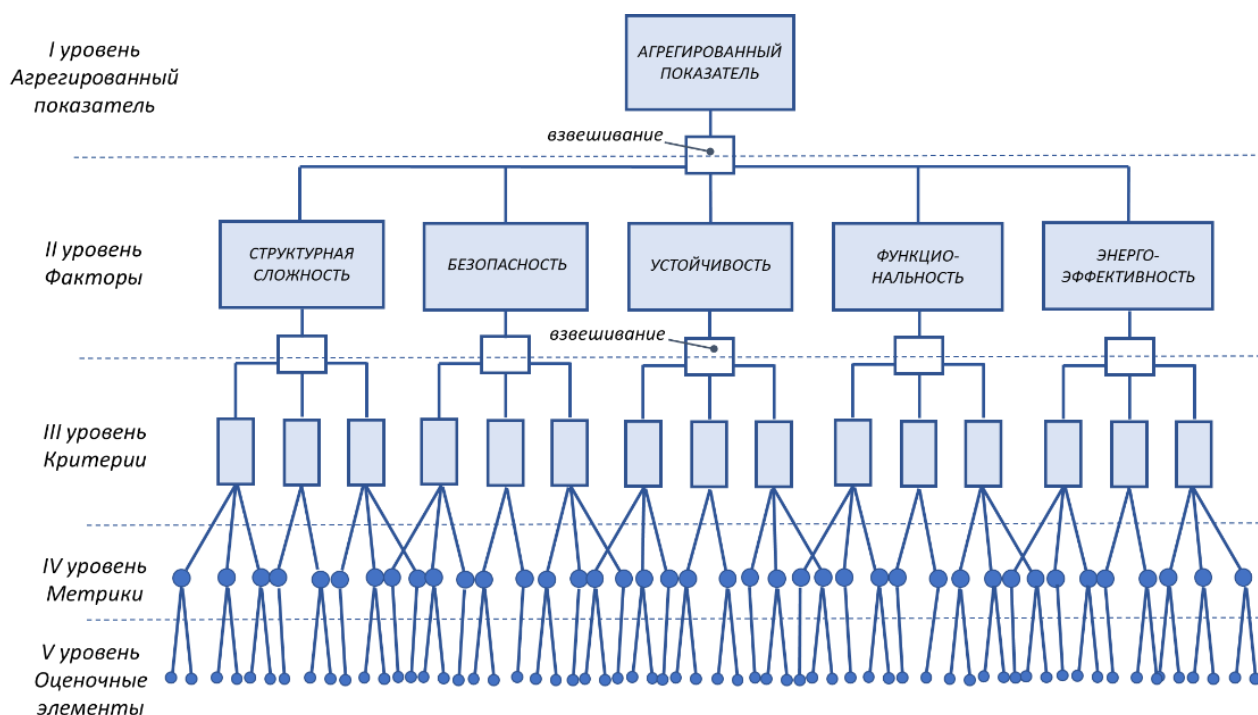 I уровень
Агрегированный
показатель
АГРЕГИРОВАННЫЙ
ПОКАЗАТЕЛЬ
взвешивание
II уровень
Факторы
СТРУКТУРНАЯ
СЛОЖНОСТЬ
БЕЗОПАСНОСТЬ
УСТОЙЧИВОСТЬ
ФУНКЦИО-
НАЛЬНОСТЬ
ЭНЕРГО-
ЭФФЕКТИВНОСТЬ
взвешивание
III уровень
Критерии
IV уровень
Метрики
V уровень
Оценочные
элементы